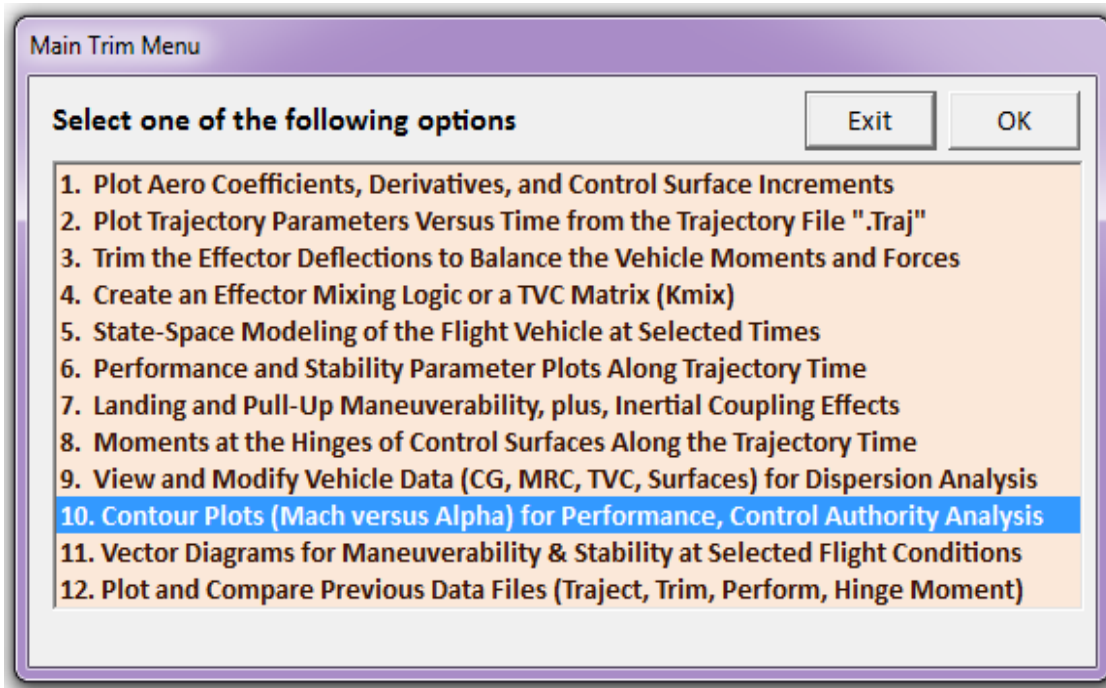 Main Trim Menu
Select one of the following options
Exit
OK
1. Plot Aero Coefficients, Derivatives, and Control Surface Increments
2. Plot Trajectory Parameters Versus Time from the Trajectory File ".Traj"
3. Trim the Effector Deflections to Balance the Vehicle Moments and Forces
4. Create an Effector Mixing Logic or a TVC Matrix (Kmix)
5. State-Space Modeling of the Flight Vehicle at Selected Times
6. Performance and Stability Parameter Plots Along Trajectory Time
7. Landing and Pull-Up Maneuverability, plus, Inertial Coupling Effects
8. Moments at the Hinges of Control Surfaces Along the Trajectory Time
9. View and Modify Vehicle Data (CG, MRC, TVC, Surfaces) for Dispersion Analysis
10. Contour Plots (Mach versus Alpha) for Performance, Control Authority Analysis
11. Vector Diagrams for Maneuverability & Stability at Selected Flight Conditions
12. Plot and Compare Previous Data Files (Traject, Trim, Perform, Hinge Moment)